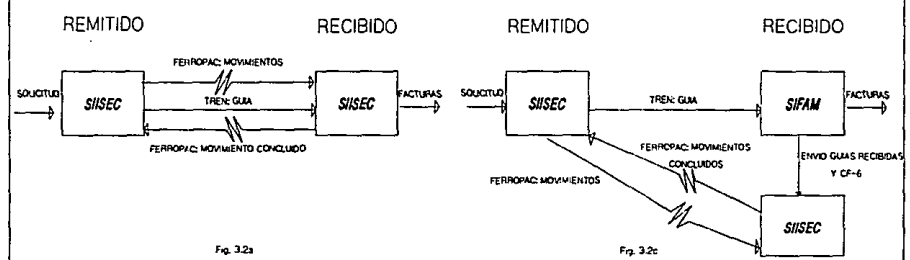 REMITIDO
RECIBIDO
FERROPAC: MOVIMIENTOS
SOLICITUD
SIISEC
TREN: GUIA
SIISEC
FACTURAS
FERROPAC: MOVIMIENTO CONCLUIDO
Fig. 3.2a
REMITIDO
RECIBIDO
SOLICITUD
SIISEC
TREN: GUIA
SIFAM
FACTURAS
FERROPAC: MOVIMIENTOS
CONCLUIDOS
ENVIO GUIAS RECIBIDAS
Y CF-6
FERROPAC: MOVIMIENTOS
SIISEC
Fig. 3.2c